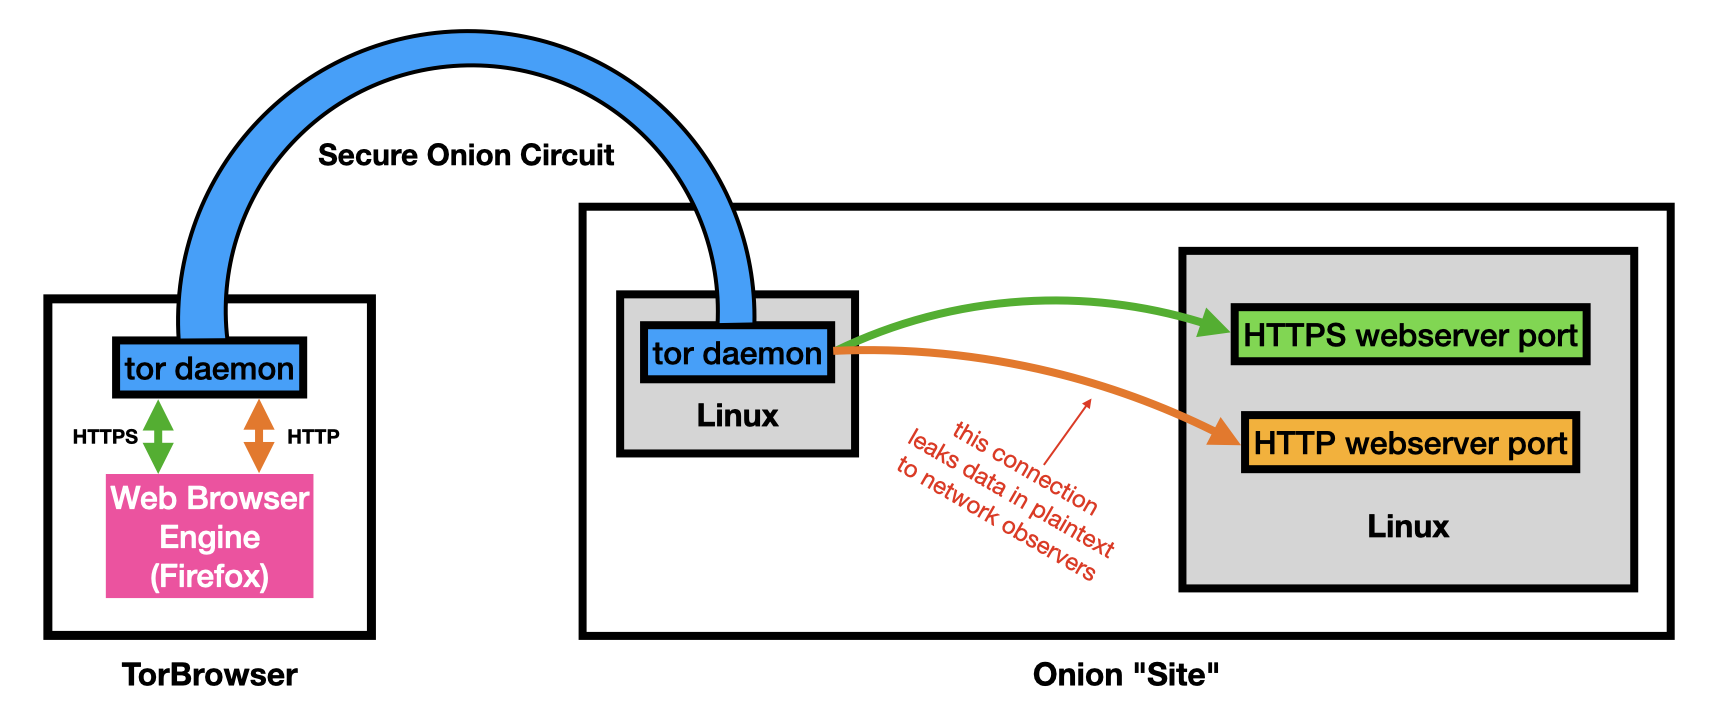 Secure Onion Circuit
tor daemon
HTTPS
HTTP
Web Browser
Engine
(Firefox)
TorBrowser
tor daemon
Linux
this connection
leaks data in plaintext
to network observers
HTTPS webserver port
HTTP webserver port
Linux
Onion "Site"